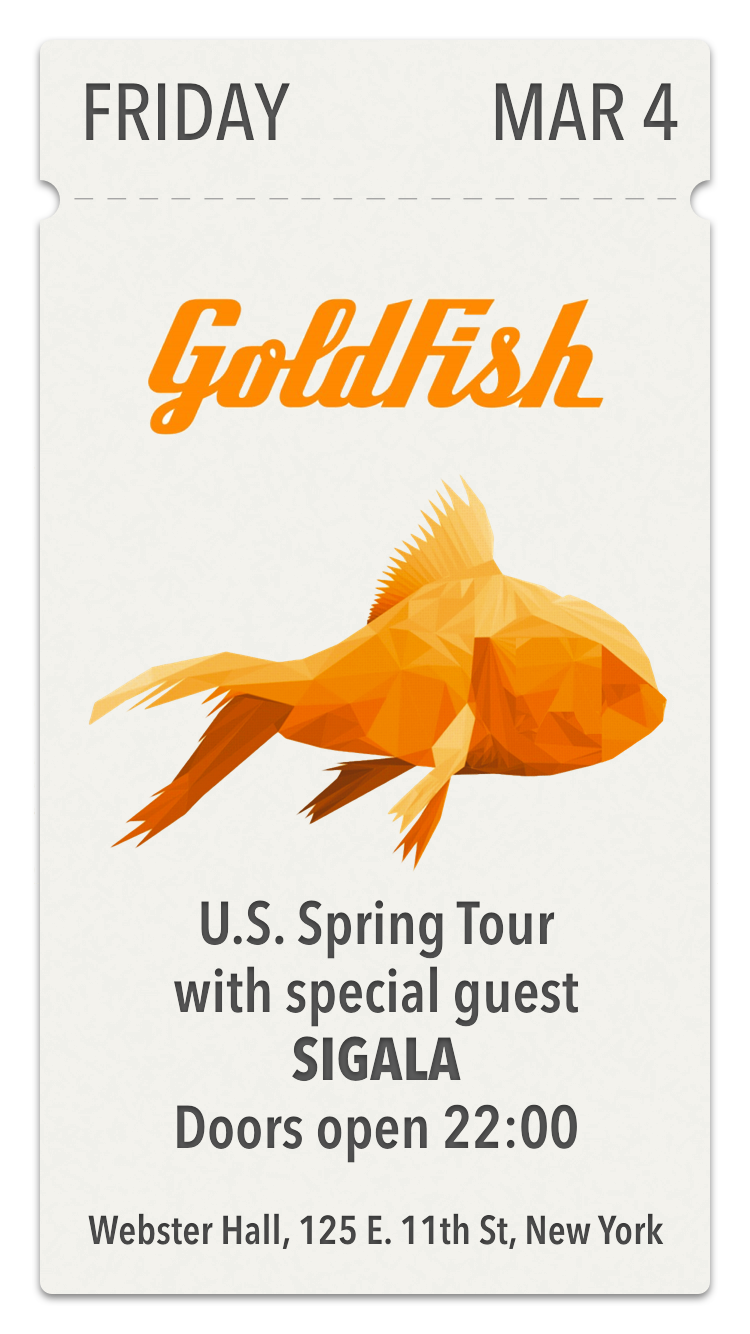 FRIDAY MAR 4
GoldFish
U.S. Spring Tour
with special guest
SIGALA
Doors open 22:00
Webster Hall, 125 E. 11th St, New York